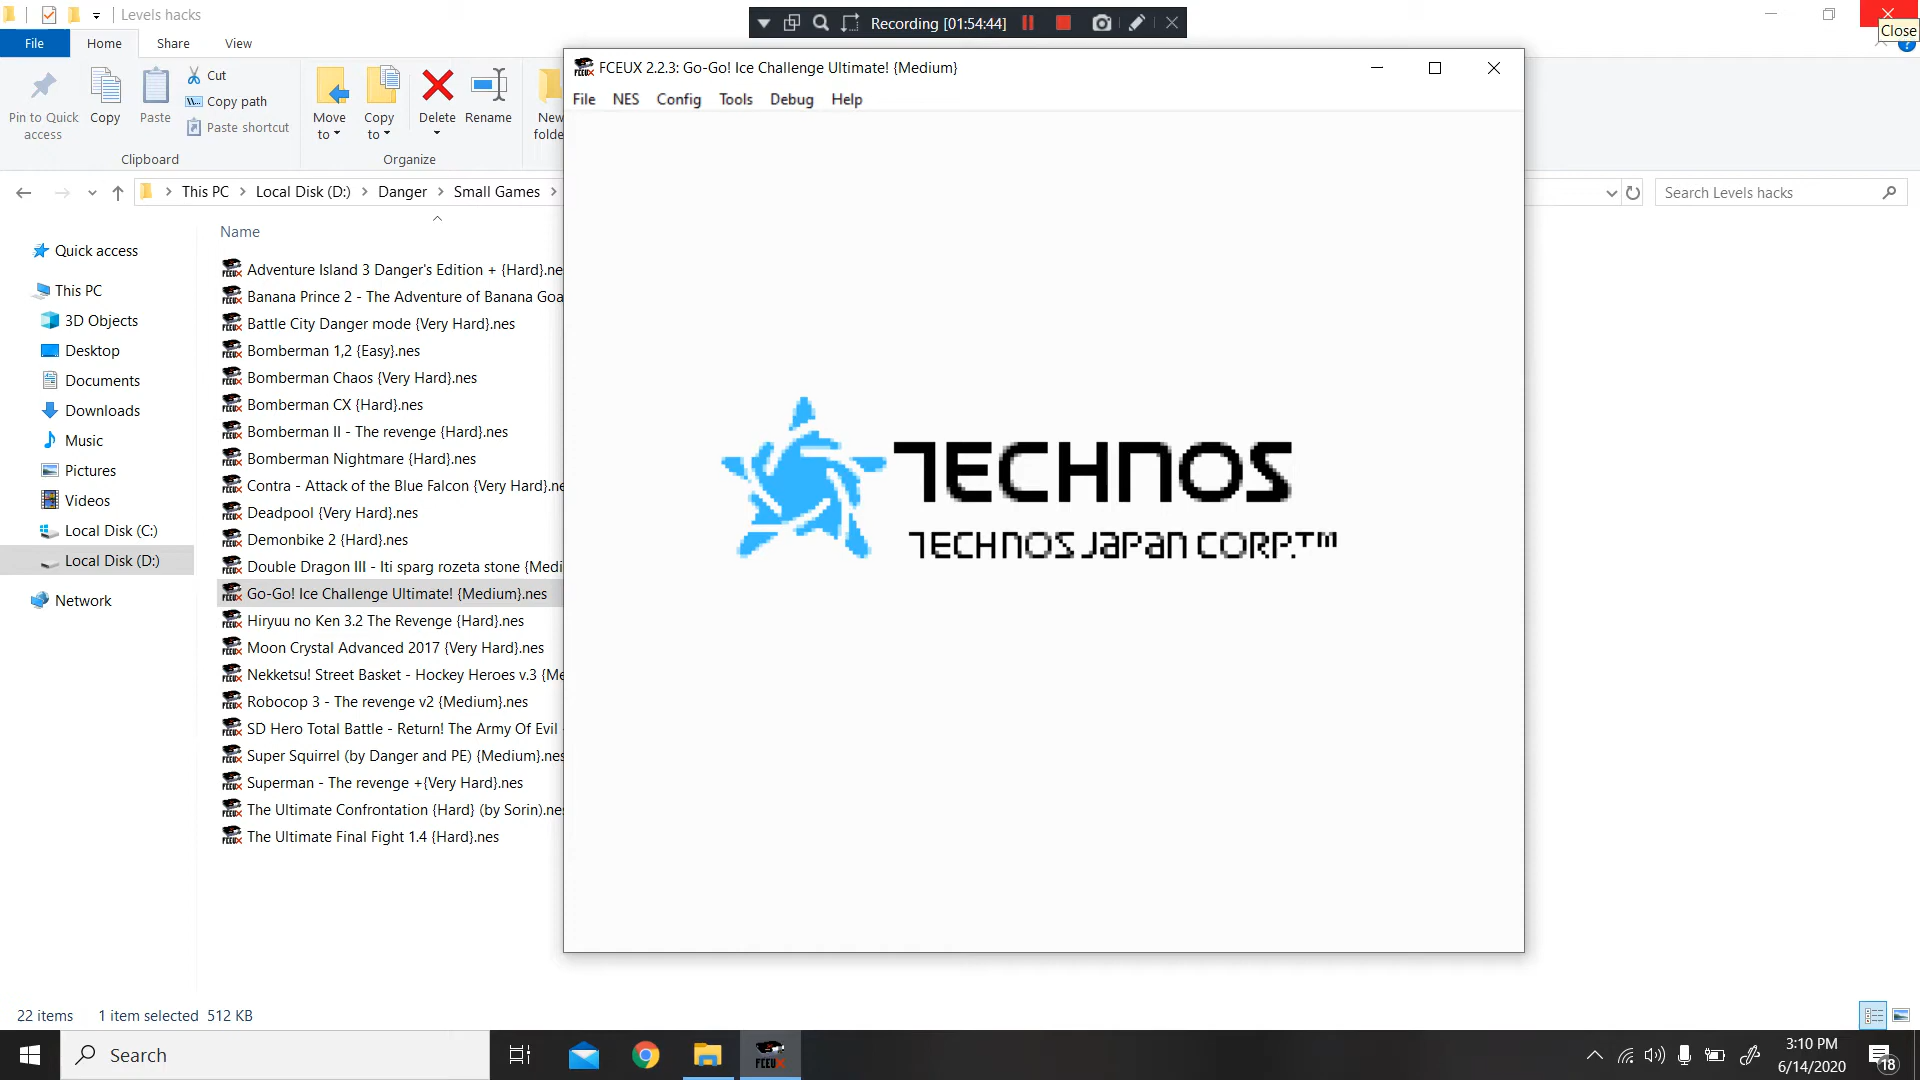 Levels hacks
Recording [01:54:44]
Close
File
Home
Share
View
Pin to Quick
access
Copy
Paste
Cut
Copy path
Paste shortcut
Clipboard
Move
to
Copy
to
Delete
Rename
Organize
New
folde
FCEUX 2.2.3: Go-Go! Ice Challenge Ultimate! {Medium}
File
NES
Config
Tools
Debug
Help
This PC
Local Disk (D:)
Danger
Small Games
Search Levels hacks
Name
Quick access
This PC
3D Objects
Desktop
Documents
Downloads
Music
Pictures
Videos
Local Disk (C:)
Local Disk (D:)
Network
Adventure Island 3 Danger's Edition + {Hard}.ne
Banana Prince 2 - The Adventure of Banana Goa
Battle City Danger mode {Very Hard}.nes
Bomberman 1,2 {Easy}.nes
Bomberman Chaos {Very Hard}.nes
Bomberman CX {Hard}.nes
Bomberman II - The revenge {Hard}.nes
Bomberman Nightmare {Hard}.nes
Contra - Attack of the Blue Falcon {Very Hard}.ne
Deadpool {Very Hard}.nes
Demonbike 2 {Hard}.nes
Double Dragon III - Iti sparg rozeta stone {Medi
Go-Go! Ice Challenge Ultimate! {Medium}.nes
Hiryuu no Ken 3.2 The Revenge {Hard}.nes
Moon Crystal Advanced 2017 {Very Hard}.nes
Nekketsu! Street Basket - Hockey Heroes v.3 {Me
Robocop 3 - The revenge v2 {Medium}.nes
SD Hero Total Battle - Return! The Army Of Evil
Super Squirrel (by Danger and PE) {Medium}.nes
Superman - The revenge +{Very Hard}.nes
The Ultimate Confrontation {Hard} (by Sorin).nes
The Ultimate Final Fight 1.4 {Hard}.nes
TECHNOS
TECHNOS JAPAN CORP.™
22 items
1 item selected
512 KB
Search
3:10 PM
6/14/2020
18